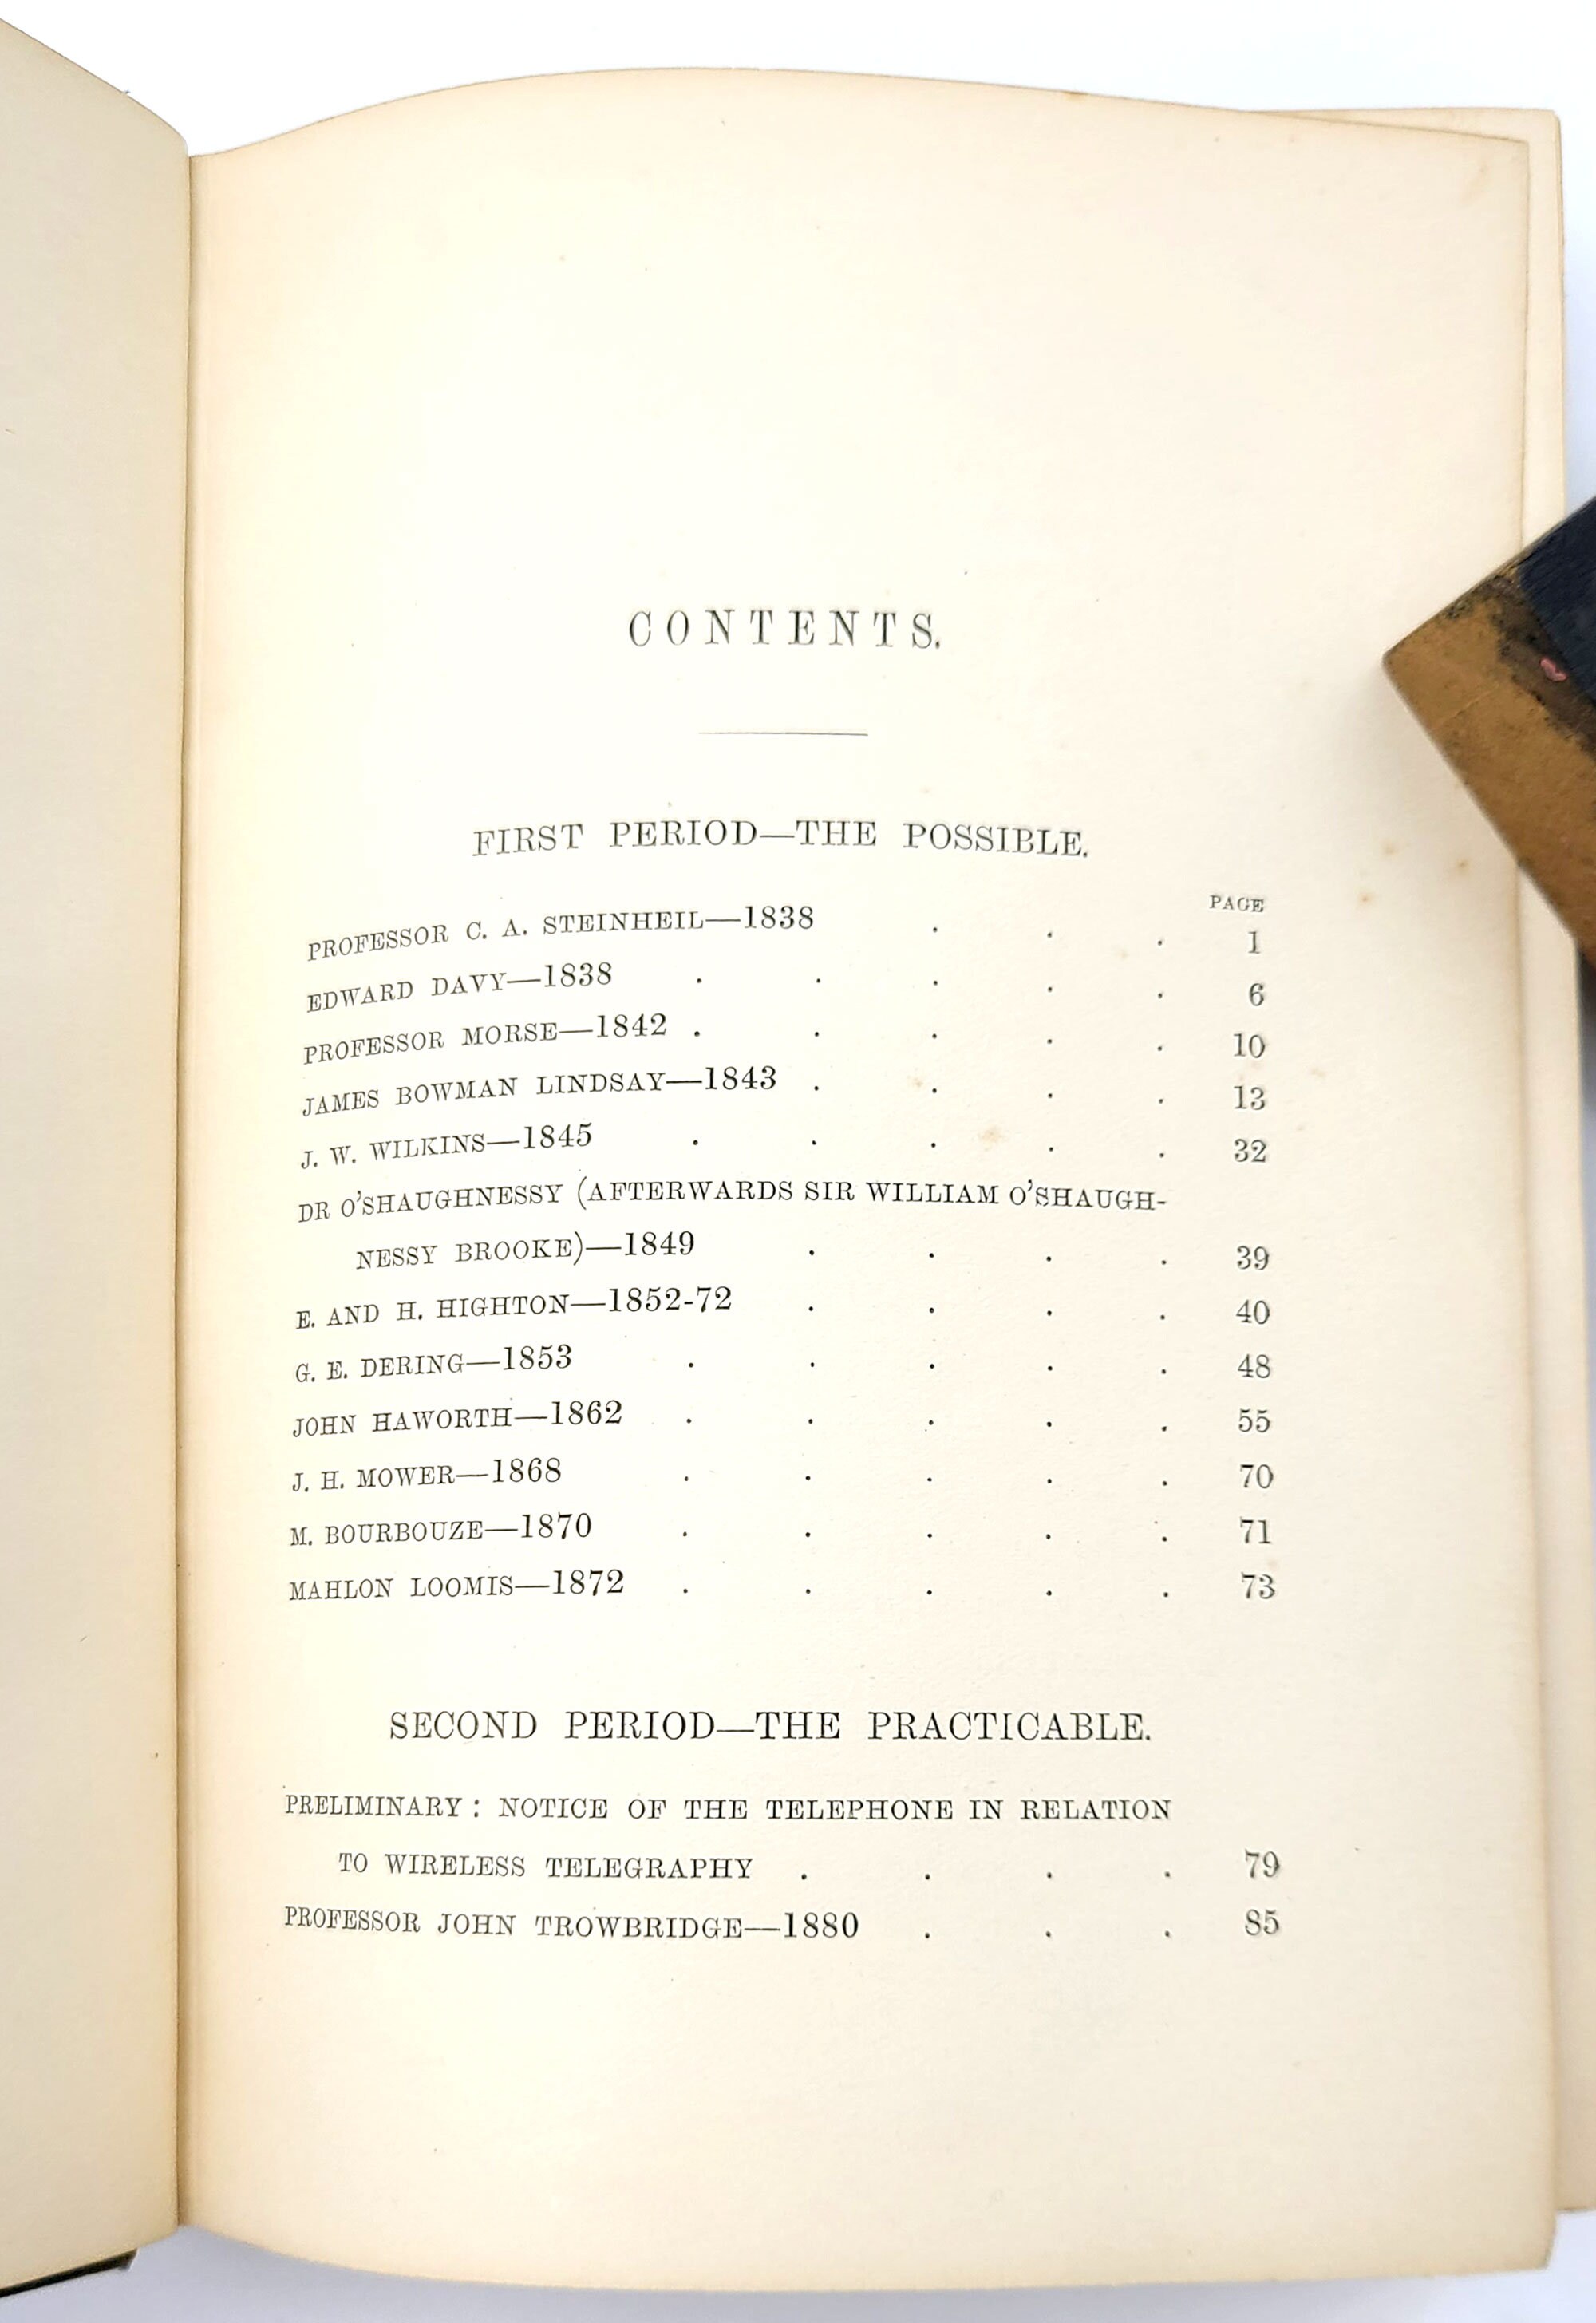 CONTENTS.
FIRST PERIOD—THE POSSIBLE.
PAGE
PROFESSOR C. A. STEINHEIL—1838 . . . 1
EDWARD DAVY—1838 . . . . . 6
PROFESSOR MORSE—1842 . . . . . 10
JAMES BOWMAN LINDSAY—1843 . . . . 13
J. W. WILKINS—1845 . . . . . 32
DR O'SHAUGHNESSY (AFTERWARDS SIR WILLIAM O'SHAUGH-
NESSY BROOKE)—1849 . . . . 39
E. AND H. HIGHTON—1852-72 . . . . 40
G. E. DERING—1853 . . . . . 48
JOHN HAWORTH—1862 . . . . . 55
J. H. MOWER—1868 . . . . . 70
M. BOURBOUZE—1870 . . . . . 71
MAHLON LOOMIS—1872 . . . . . 73
SECOND PERIOD—THE PRACTICABLE.
PRELIMINARY: NOTICE OF THE TELEPHONE IN RELATION
TO WIRELESS TELEGRAPHY . . . . 79
PROFESSOR JOHN TROWBRIDGE—1880 . . . 85